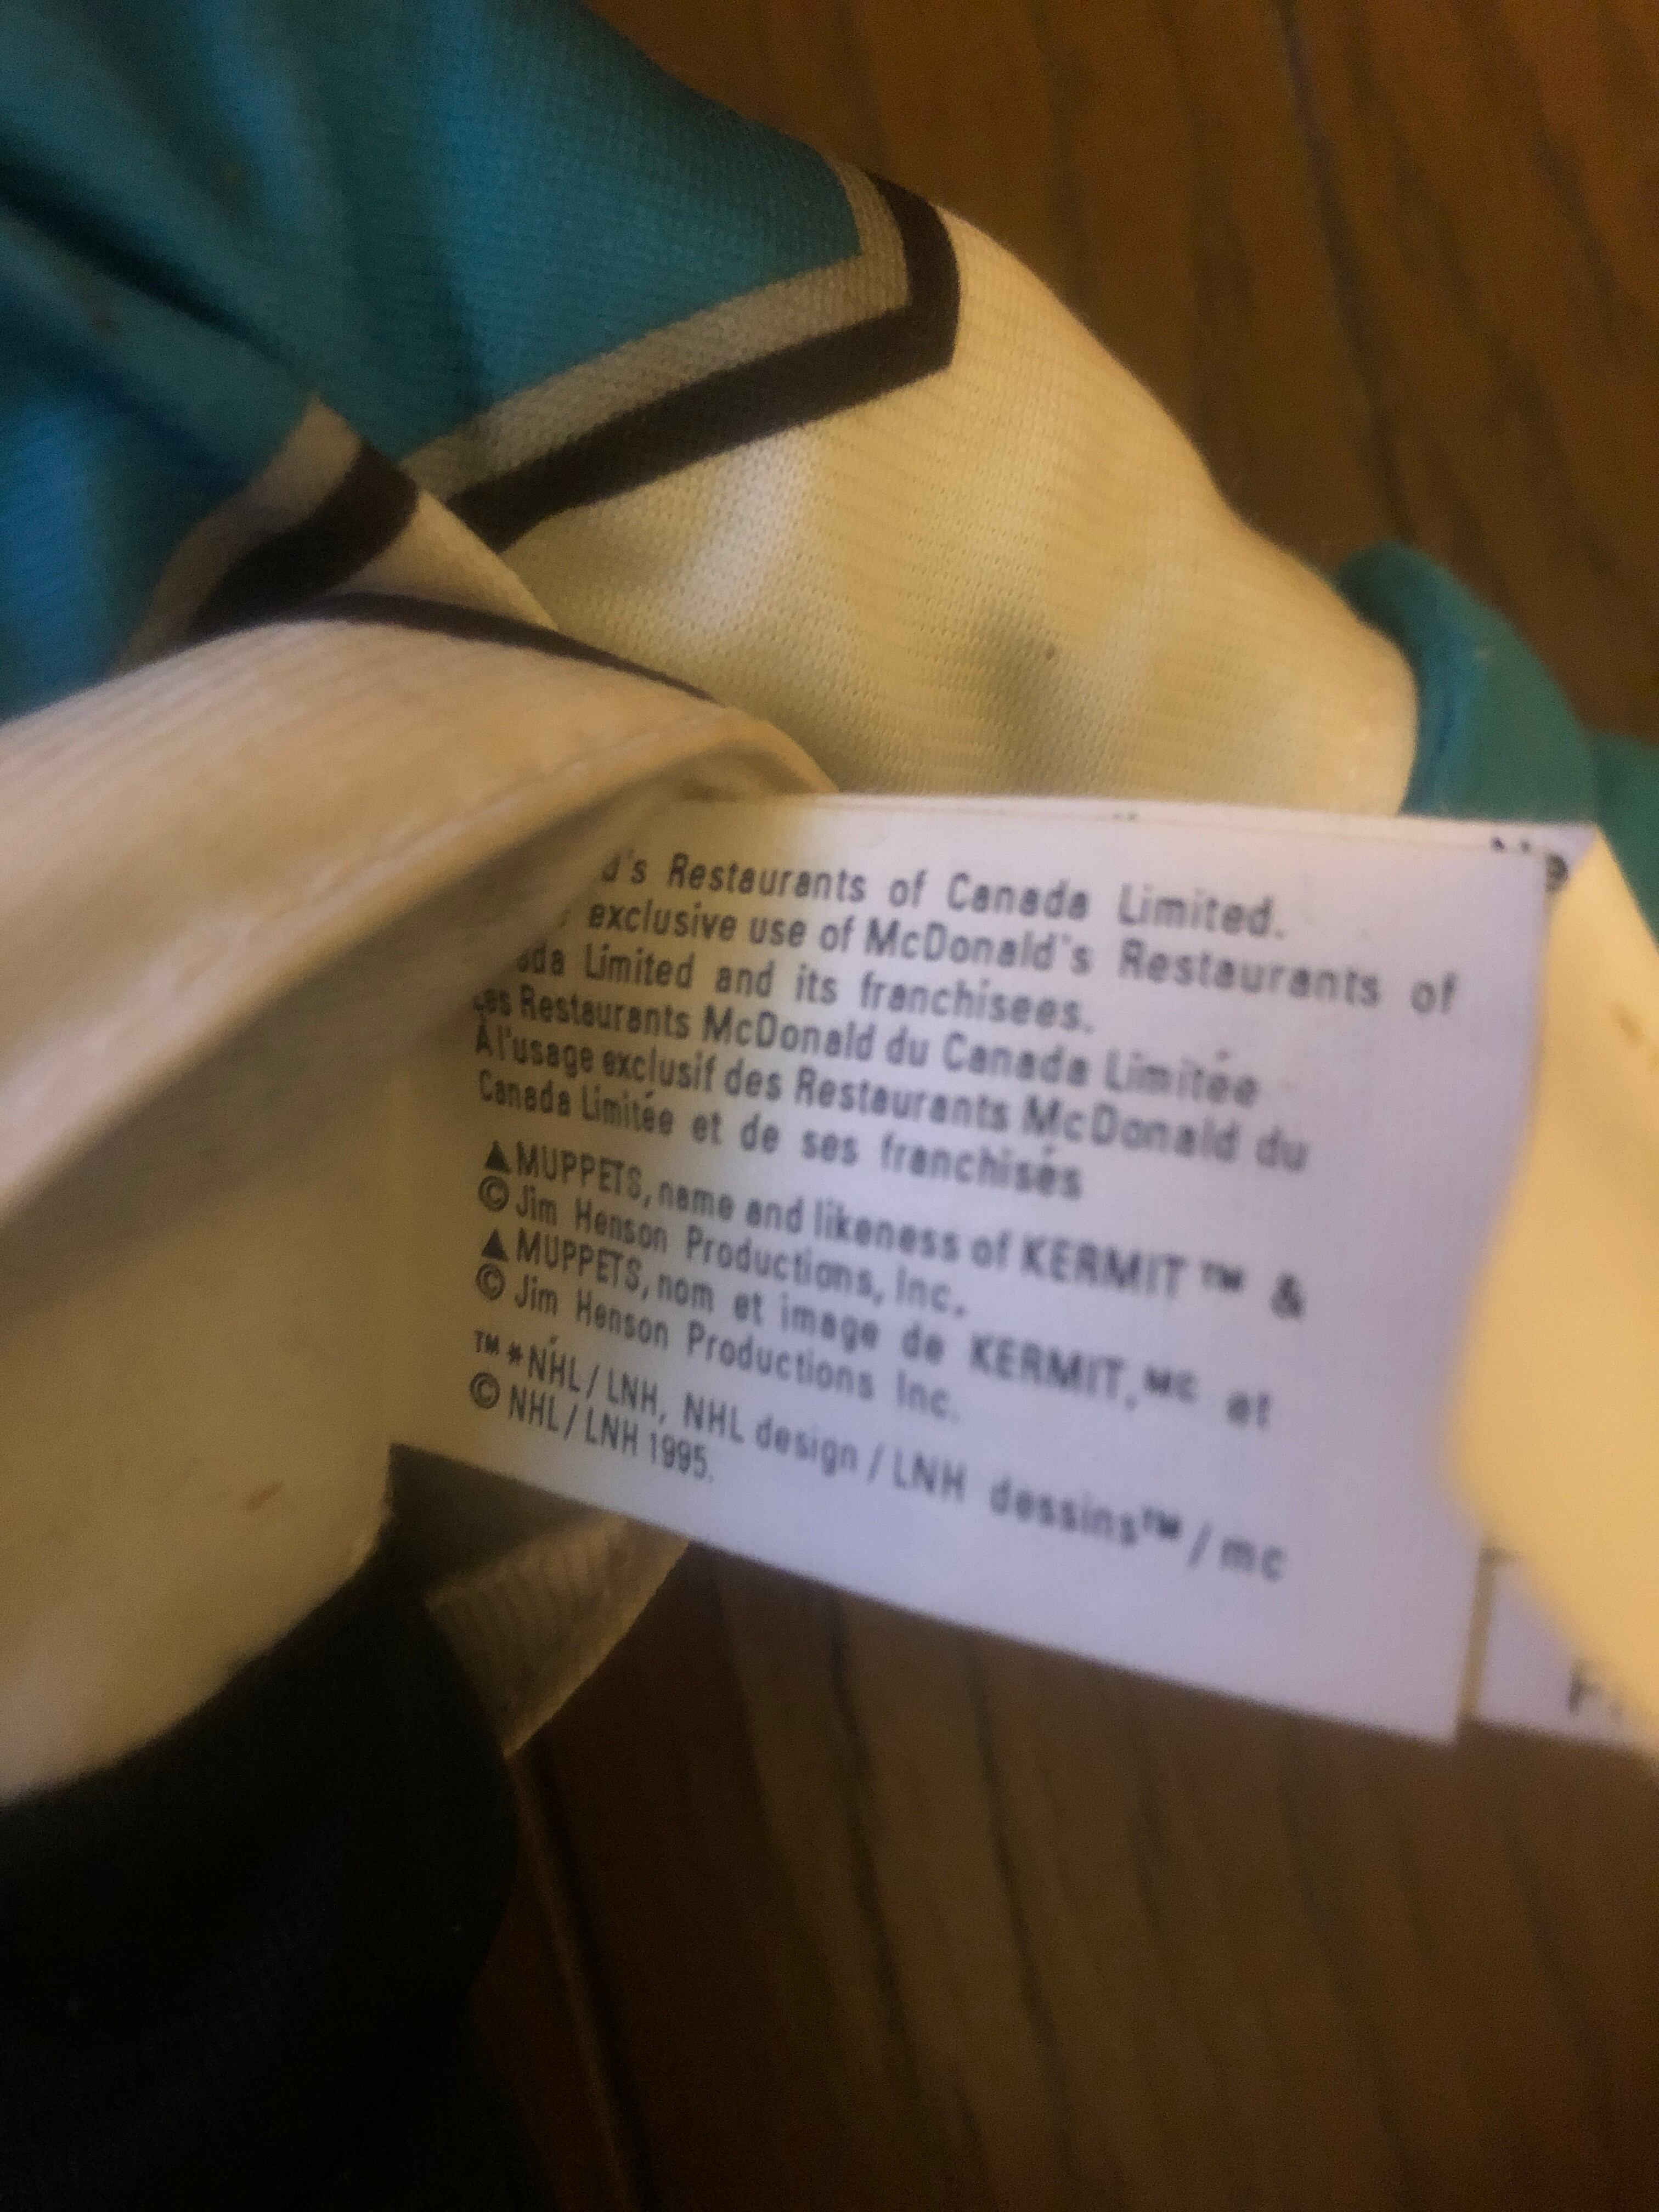 d's Restaurants of Canada Limited.
exclusive use of McDonald's Restaurants of
ada Limited and its franchisees.
Les Restaurants McDonald du Canada Limitée
À l'usage exclusif des Restaurants McDonald du
Canada Limitée et de ses franchisés
▲MUPPETS, name and likeness of KERMIT™ &
©Jim Henson Productions, Inc.
▲MUPPETS, nom et image de KERMIT,MC et
© Jim Henson Productions Inc.
™*NHL/LNH, NHL design/LNH dessins™/mc
© NHL/LNH 1995.